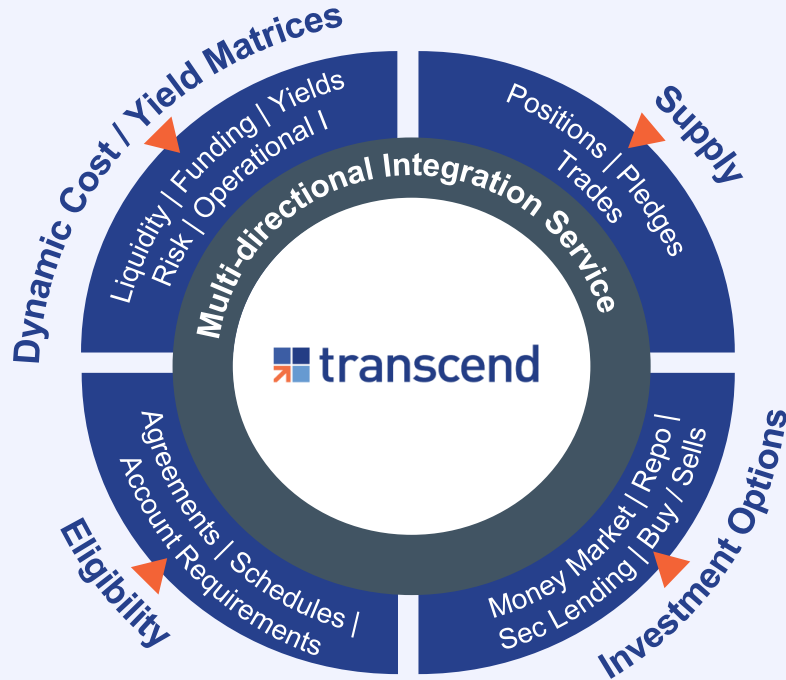 Dynamic Cost / Yield Matrices
Liquidity | Funding | Yields
Risk | Operational I
Supply
Positions | Pledges
Trades
Multi-directional Integration Service
transcend
Eligibility
Agreements | Schedules |
Account Requirements
Investment Options
Money Market | Repo |
Sec Lending | Buy / Sells